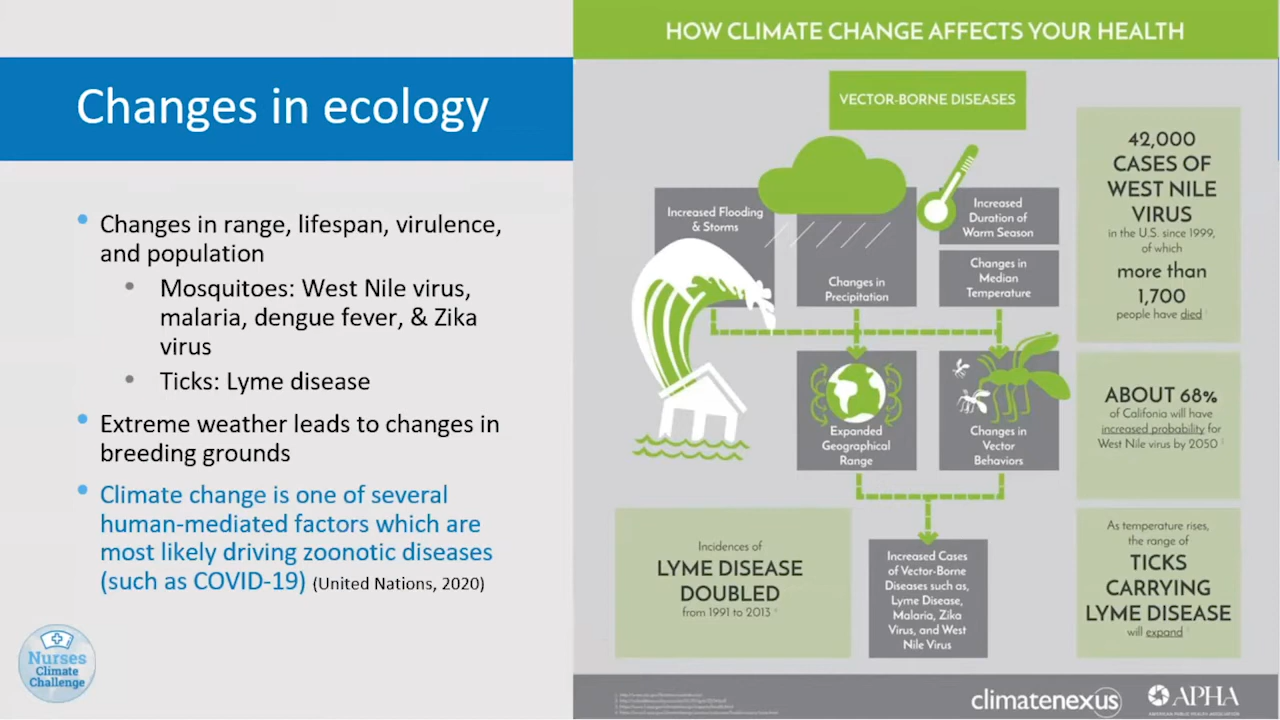 Changes in ecology
Changes in range, lifespan, virulence,
and population
Mosquitoes: West Nile virus,
malaria, dengue fever, & Zika
virus
Ticks: Lyme disease
Extreme weather leads to changes in
breeding grounds
Climate change is one of several
human-mediated factors which are
most likely driving zoonotic diseases
(such as COVID-19) (United Nations, 2020)
Nurses
Climate
Challenge
HOW CLIMATE CHANGE AFFECTS YOUR HEALTH
VECTOR-BORNE DISEASES
Increased Flooding
& Storms
Changes in
Precipitation
Increased
Duration of
Warm Season
Changes in
Median
Temperature
Expanded
Geographical
Range
Changes in
Vector
Behaviors
Increased Cases
of Vector-Borne
Diseases such as,
Lyme Disease,
Malaria, Zika
Virus, and West
Nile Virus
Incidences of
LYME DISEASE
DOUBLED
from 1991 to 2013
42,000
CASES OF
WEST NILE
VIRUS
in the U.S. since 1999,
of which
more than
1,700
people have died
ABOUT 68%
of Califonia will have
increased probability for
West Nile virus by 2050
As temperature rises,
the range of
TICKS
CARRYING
LYME DISEASE
will expand
climatenexus
APHA
AMERICAN PUBLIC HEALTH ASSOCIATION